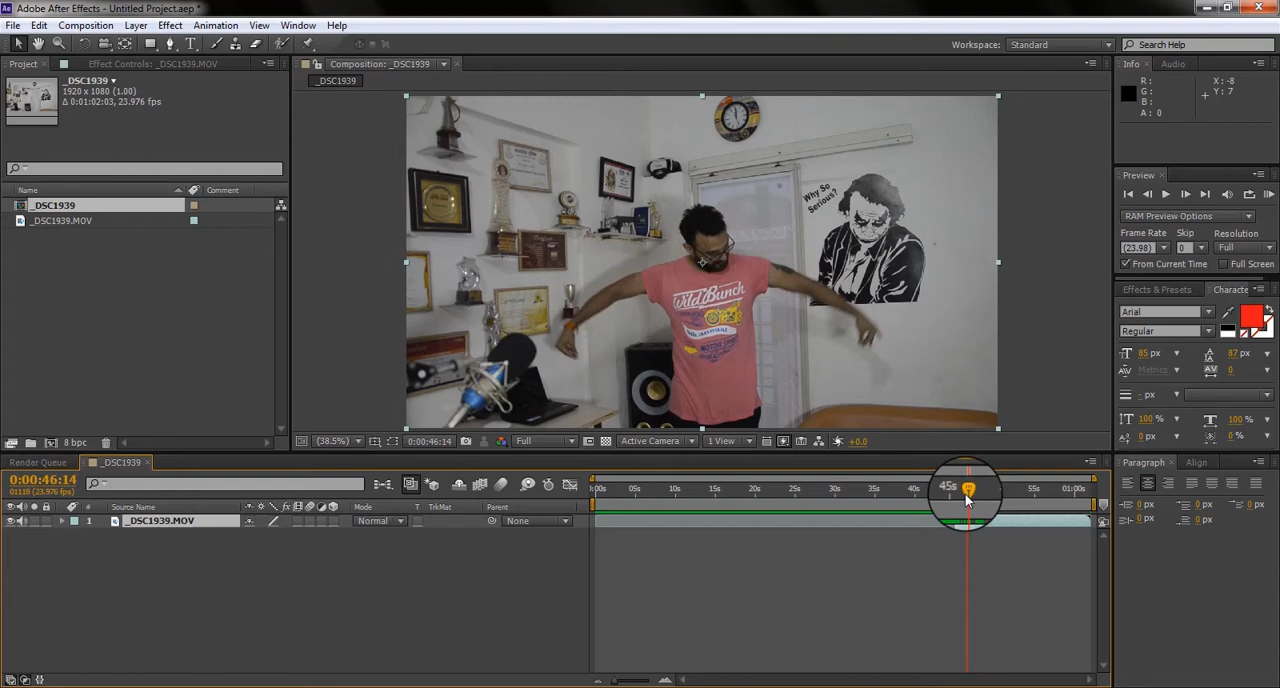 Adobe After Effects - Untitled Project.aep *
File Edit Composition Layer Effect Animation View Window Help
Workspace: Standard Search Help
Project Effect Controls: _DSC1939.MOV
Composition: _DSC1939
Info Audio
_DSC1939
1920 x 1080 (1.00)
Δ 0:01:02:03, 23.976 fps
_DSC1939
R: X: -8
G: Y: 7
B:
A: 0
Why So
Serious?
Wild Bunch
MOTOR
Name Comment
_DSC1939
_DSC1939.MOV
Preview
RAM Preview Options
Frame Rate Skip Resolution
(23.98) 0 Full
From Current Time Full Screen
Effects & Presets Characte
Arial
Regular
85 px 87 px
Metrics 0
- px
100 % 100 %
0 px 0 %
8 bpc
(38.5%) 0:00:46:14 Full Active Camera 1 View +0.0
Render Queue _DSC1939
0:00:46:14
01118 (23.976 fps)
:00s 05s 10s 15s 20s 25s 30s 35s 40s 45s 55s 01:00s
# Source Name Mode T TrkMat Parent
1 _DSC1939.MOV Normal None
Paragraph Align
0 px 0 px 0 px
0 px 0 px